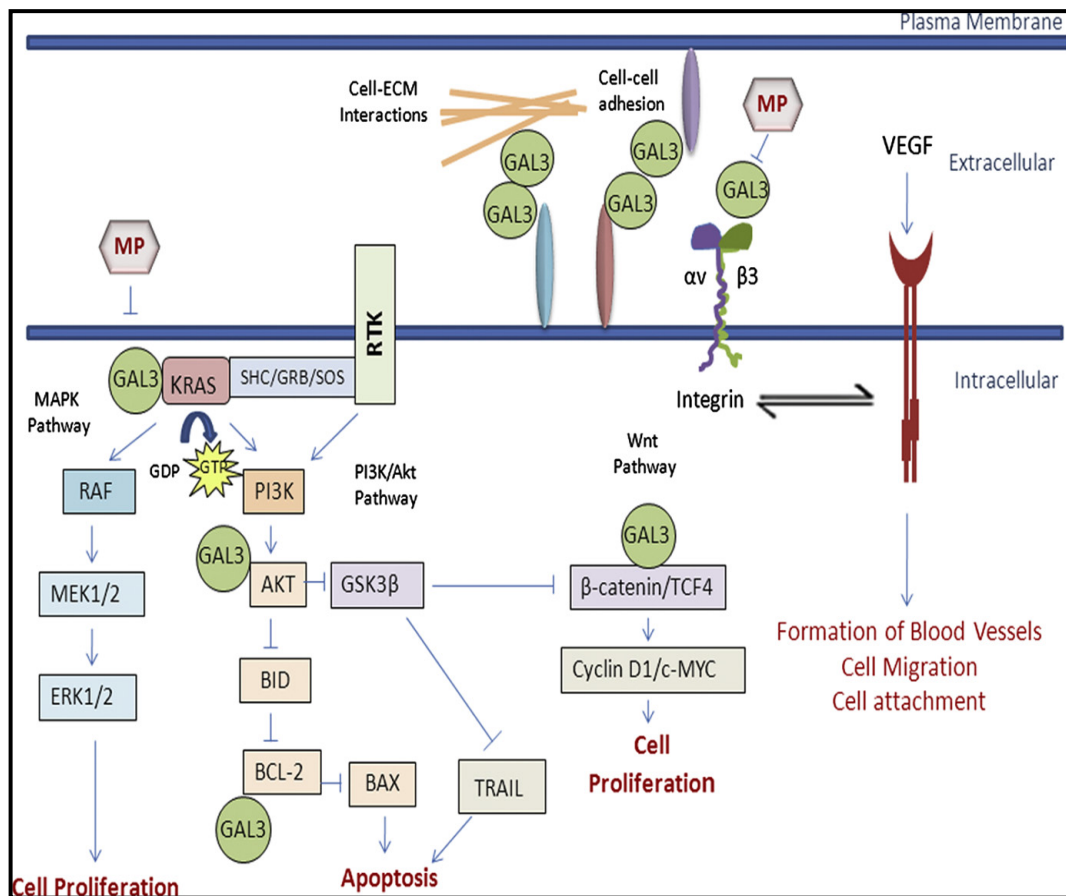 Plasma Membrane
Cell-ECM
Interactions
Cell-cell
adhesion
MP
GAL3
GAL3
GAL3
GAL3
GAL3
VEGF
Extracellular
MP
αv
β3
RTK
GAL3
KRAS
SHC/GRB/SOS
Intracellular
MAPK
Pathway
Integrin
GDP
GTP
RAF
PI3K
PI3K/Akt
Pathway
Wnt
Pathway
GAL3
GAL3
AKT
GSK3β
β-catenin/TCF4
MEK1/2
Formation of Blood Vessels
Cell Migration
Cell attachment
BID
Cyclin D1/c-MYC
ERK1/2
Cell
Proliferation
BCL-2
BAX
TRAIL
GAL3
Cell Proliferation
Apoptosis